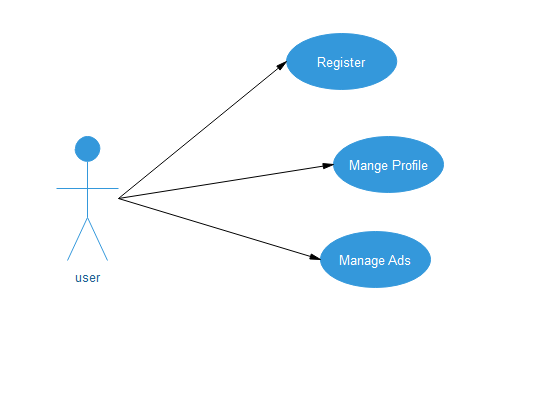 Register
Mange Profile
Manage Ads
user